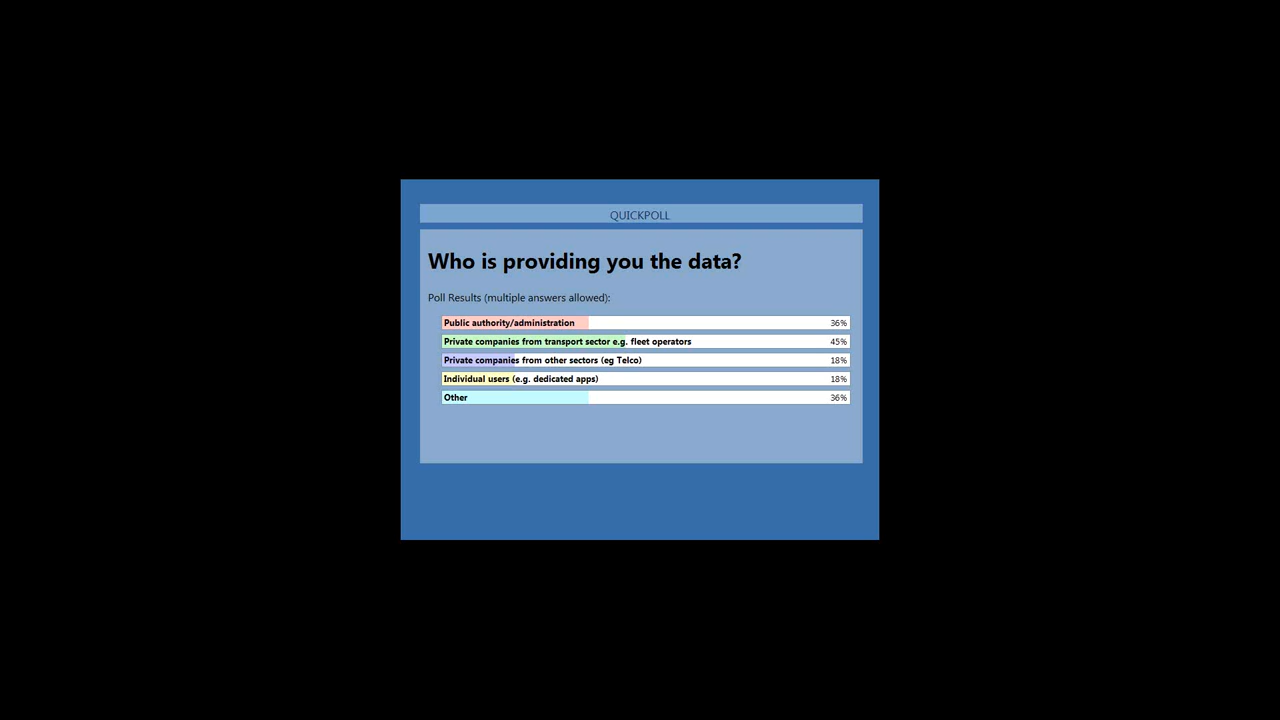 QUICKPOLL
Who is providing you the data?
Poll Results (multiple answers allowed):
Public authority/administration 36%
Private companies from transport sector e.g. fleet operators 45%
Private companies from other sectors (eg Telco) 18%
Individual users (e.g. dedicated apps) 18%
Other 36%